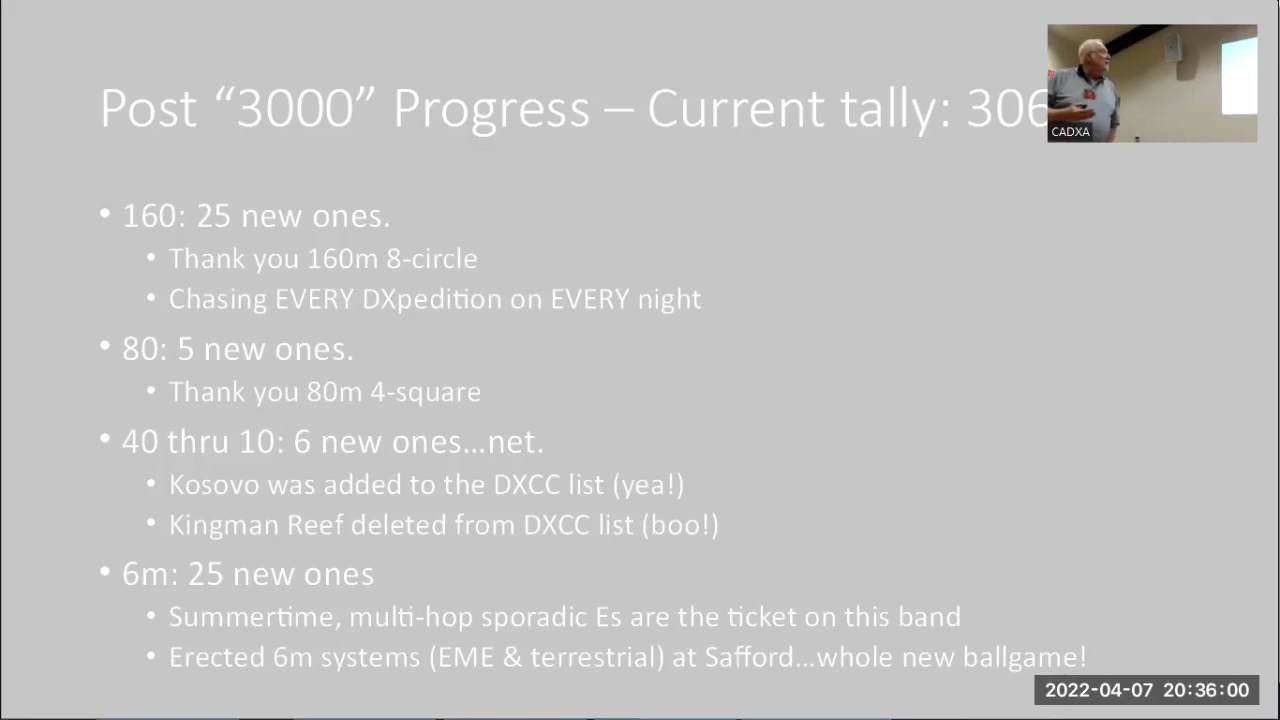 Post “3000” Progress – Current tally: 306
CADXA
• 160: 25 new ones.
• Thank you 160m 8-circle
• Chasing EVERY DXpedition on EVERY night
• 80: 5 new ones.
• Thank you 80m 4-square
• 40 thru 10: 6 new ones…net.
• Kosovo was added to the DXCC list (yea!)
• Kingman Reef deleted from DXCC list (boo!)
• 6m: 25 new ones
• Summertime, multi-hop sporadic Es are the ticket on this band
• Erected 6m systems (EME & terrestrial) at Safford…whole new ballgame!
2022-04-07 20:36:00